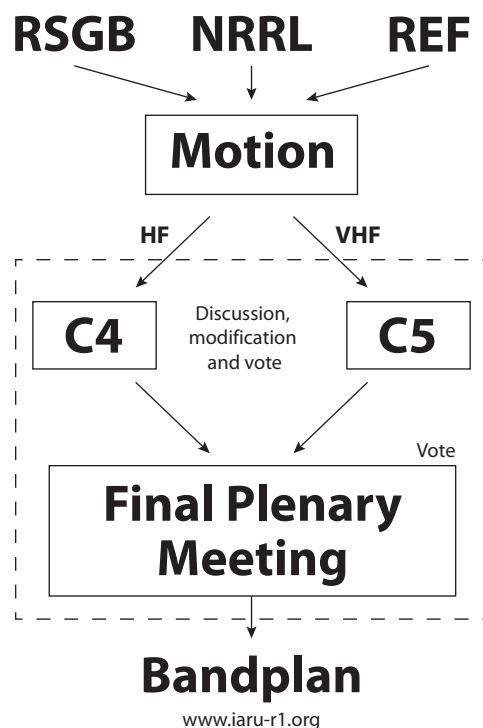 RSGB NRRL REF
Motion
HF VHF
C4
Discussion,
modification
and vote
C5
Vote
Final Plenary
Meeting
Bandplan
www.iaru-r1.org